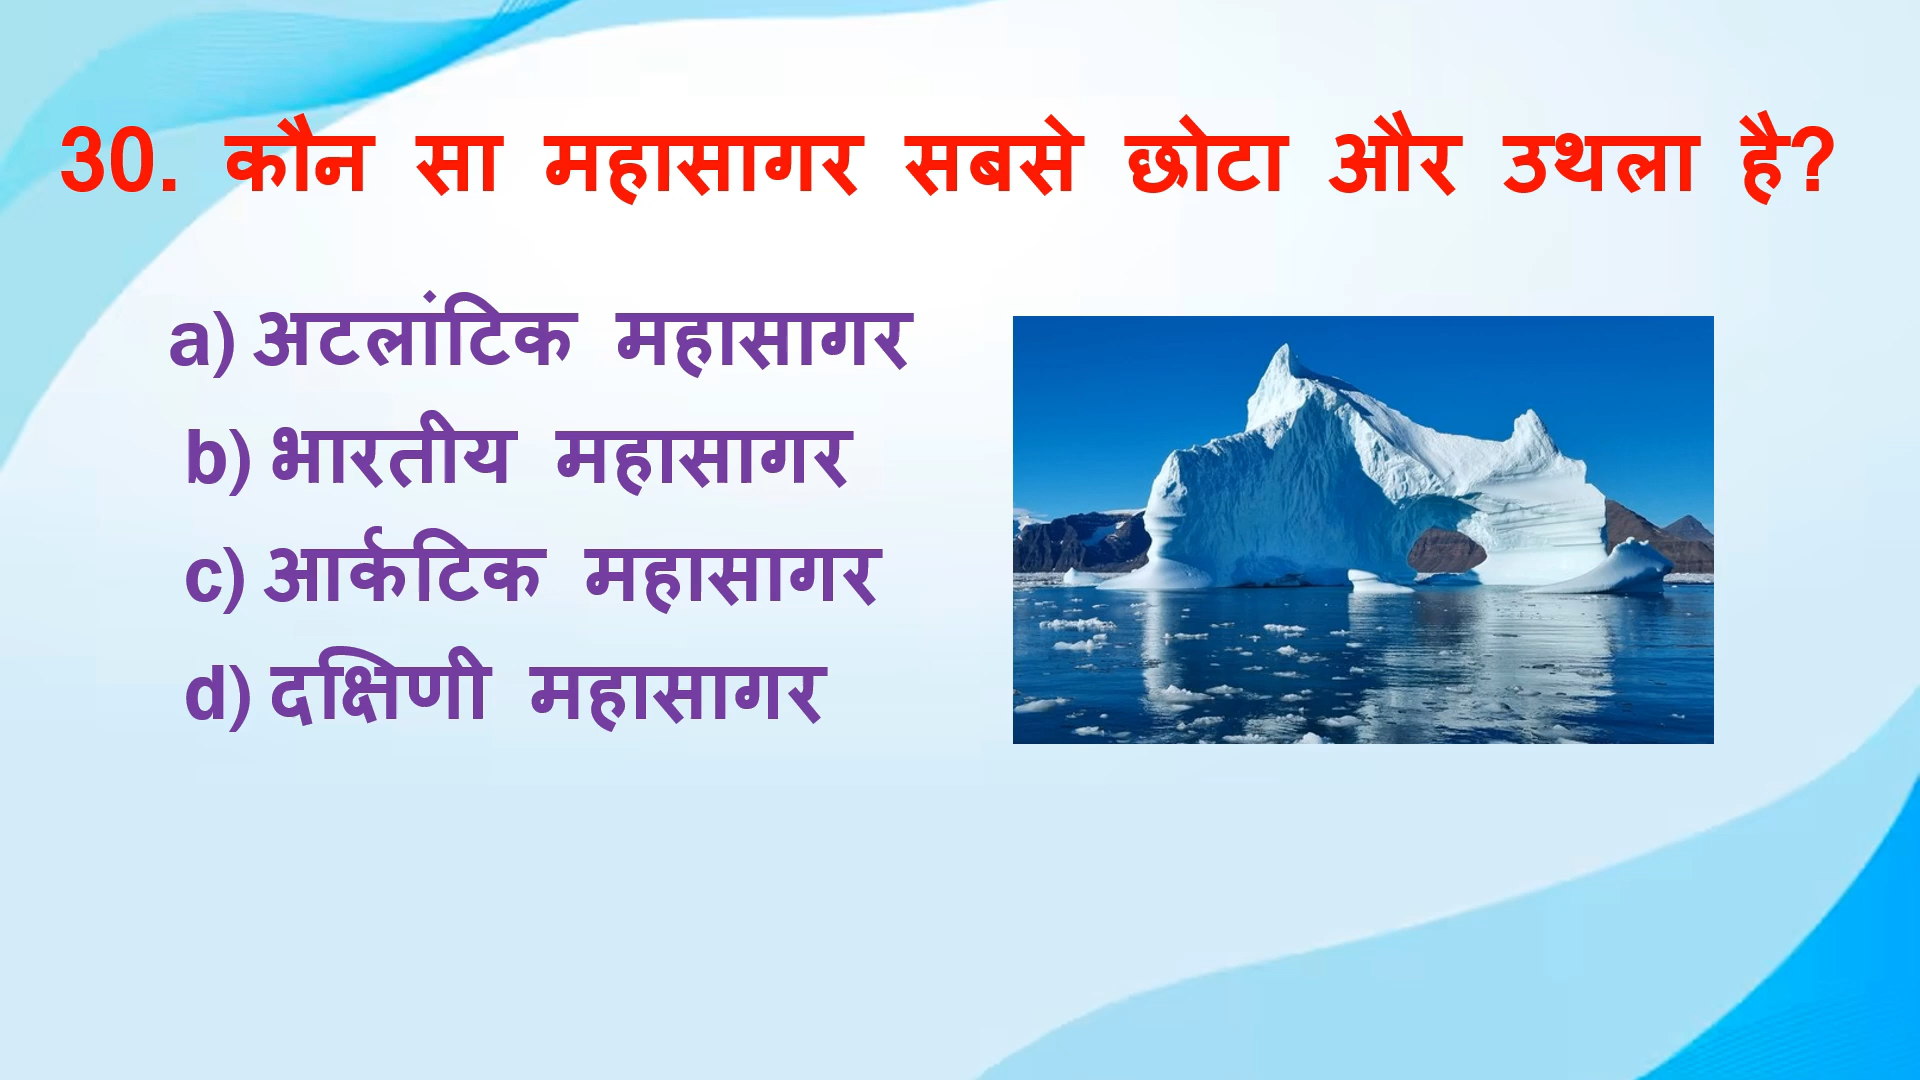 30. कौन सा महासागर सबसे छोटा और उथला है?
a) अटलांटिक महासागर
b) भारतीय महासागर
c) आर्कटिक महासागर
d) दक्षिणी महासागर